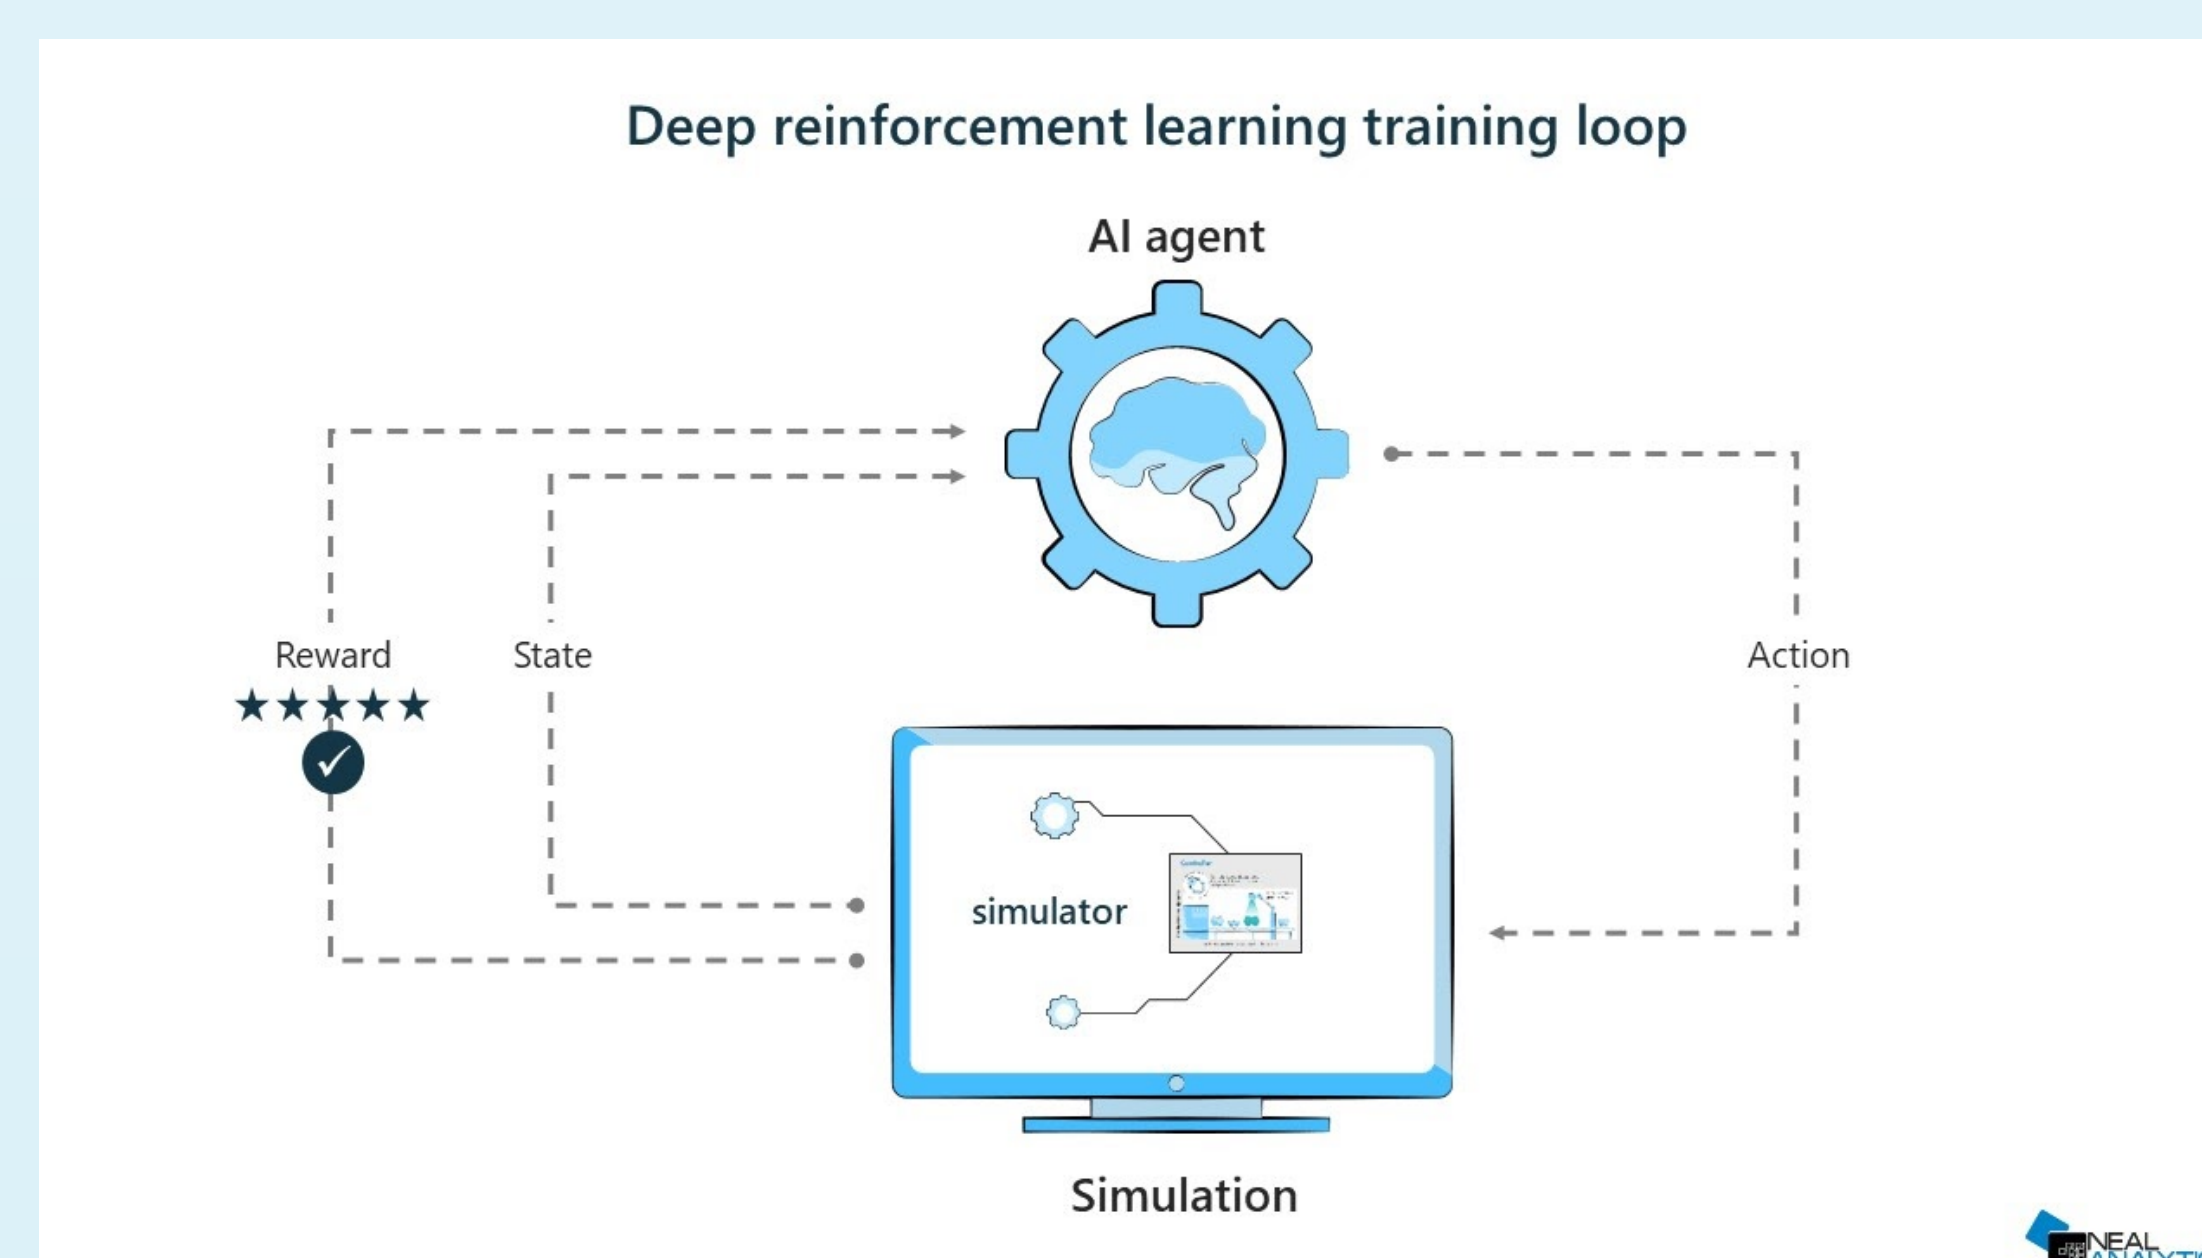 Deep reinforcement learning training loop
AI agent
Reward
State
Action
simulator
Simulation
NEAL